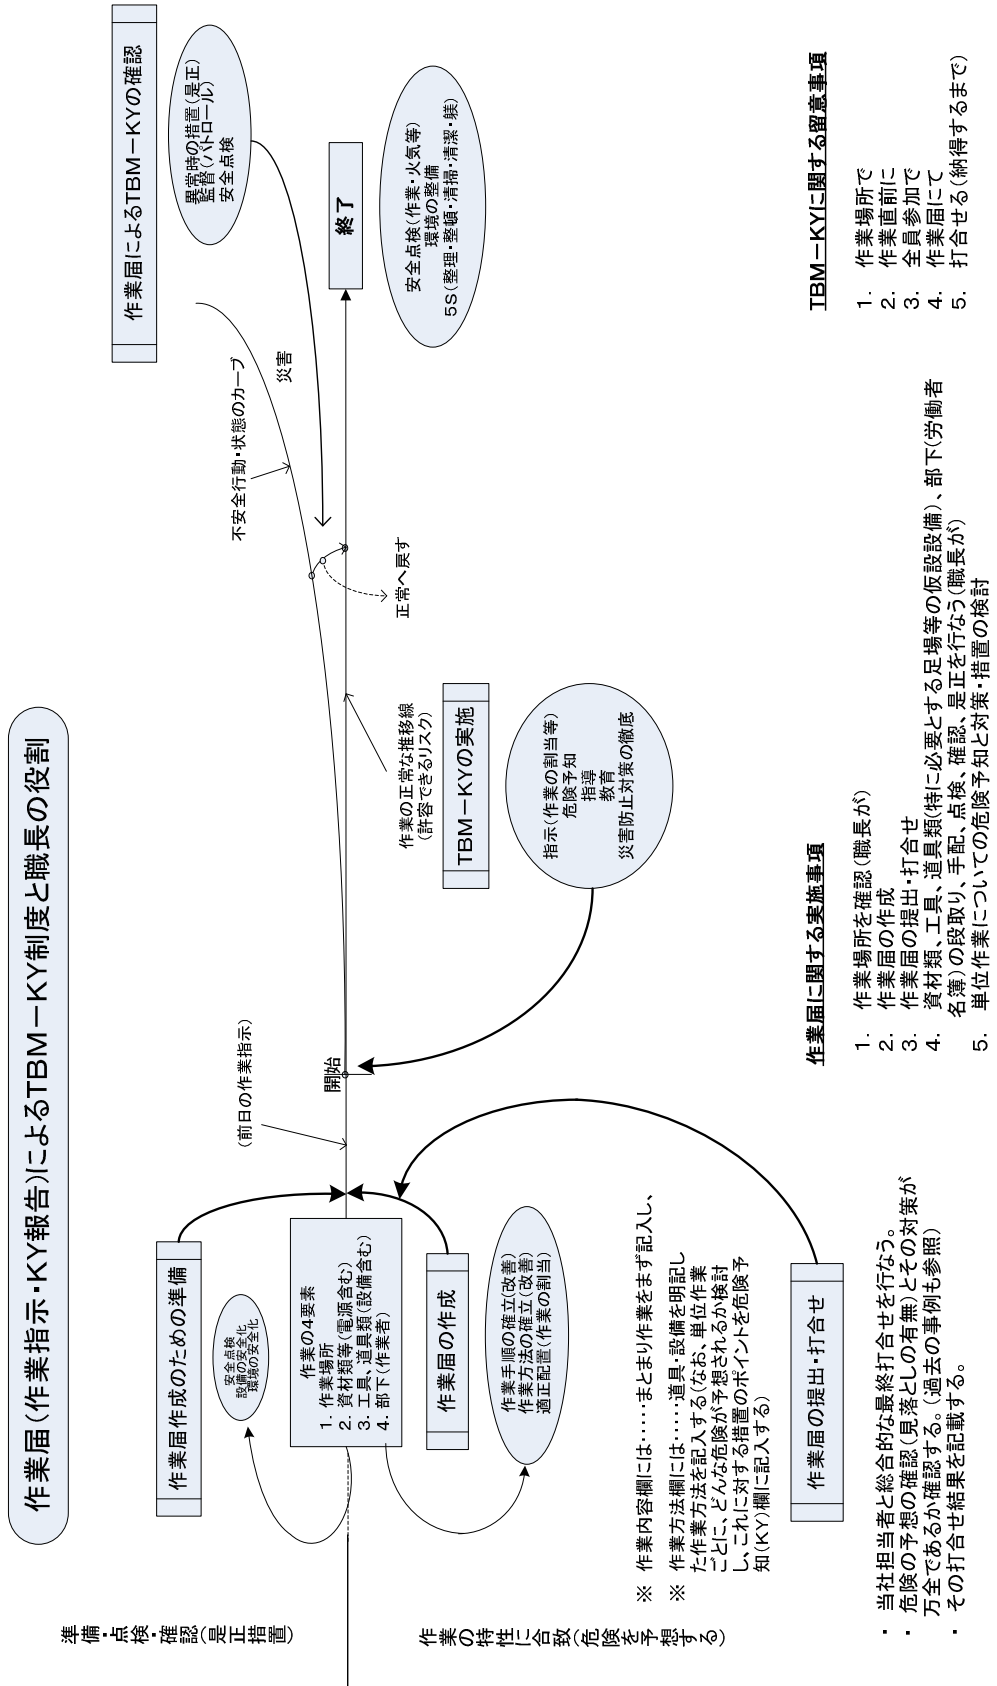 作業届(作業指示・KY報告)によるTBM－KY制度と職長の役割
準備・点検・確認(是正措置)
作業届作成のための準備
安全点検
設備の安全化
環境の安全化
作業の4要素
1. 作業場所
2. 資材類等(電源含む)
3. 工具、道具類(設備含む)
4. 部下(作業者)
作業届の作成
作業手順の確立(改善)
作業方法の確立(改善)
適正配置(作業の割当)
作業の特性に合致(危険を予想する)
※ 作業内容欄には・・・・まとまり作業をまず記入し、
※ 作業方法欄には・・・・道具・設備を明記し
た作業方法を記入する(なお、単位作業
ごとに、どんな危険が予想されるか検討
し、これに対する措置のポイントを危険予
知(KY)欄に記入する)
作業届の提出・打合せ
・ 当社担当者と総合的な最終打合せを行なう。
・ 危険の予想の確認(見落としの有無)とその対策が
万全であるか確認する。(過去の事例も参照)
・ その打合せ結果を記載する。
(前日の作業指示)
開始
作業の正常な推移線
(許容できるリスク)
TBM－KYの実施
指示(作業の割当等)
危険予知
指導
教育
災害防止対策の徹底
不安全行動・状態のカーブ
災害
正常へ戻す
作業届によるTBM－KYの確認
異常時の措置(是正)
監督(パトロール)
安全点検
終了
安全点検(作業・火気等)
環境の整備
5S(整理・整頓・清掃・清潔・躾)
作業届に関する実施事項
1. 作業場所を確認(職長が)
2. 作業届の作成
3. 作業届の提出・打合せ
4. 資材類、工具、道具類(特に必要とする足場等の仮設設備)、部下(労働者
名簿)の段取り、手配、点検、確認、是正を行なう(職長が)
5. 単位作業についての危険予知と対策・措置の検討
TBM－KYに関する留意事項
1. 作業場所で
2. 作業直前に
3. 全員参加で
4. 作業届にて
5. 打合せる(納得するまで)